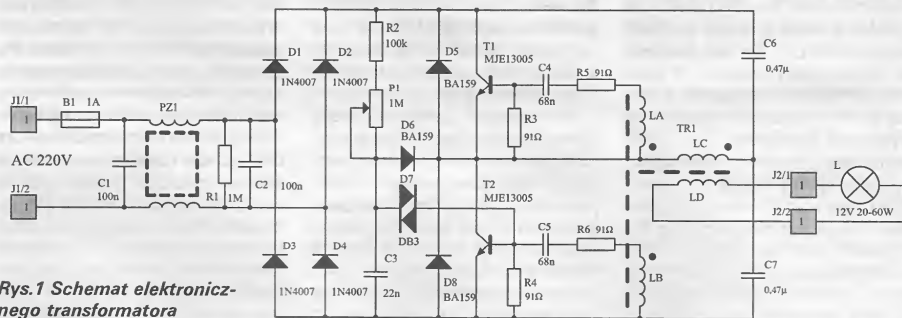 R2
100k
D1
D2
D5
T1
MJE13005
C6
0,47µ
1N4007
1N4007
BA159
C4
68n
R5 91Ω
J1/1
1
B1 1A
PZ1
P1
1M
R3
91Ω
LA
TR1
LC
D6
BA159
AC 220V
C1
100n
R1
1M
C2
100n
D7
DB3
T2
MJE13005
LD
J2/1
1
L
12V 20-60W
J2/2
1
J1/2
1
C5
68n
R6 91Ω
D3
D4
C3
22n
D8
BA159
R4
91Ω
LB
C7
0,47µ
1N4007
1N4007
Rys.1 Schemat elektronicz-
nego transformatora